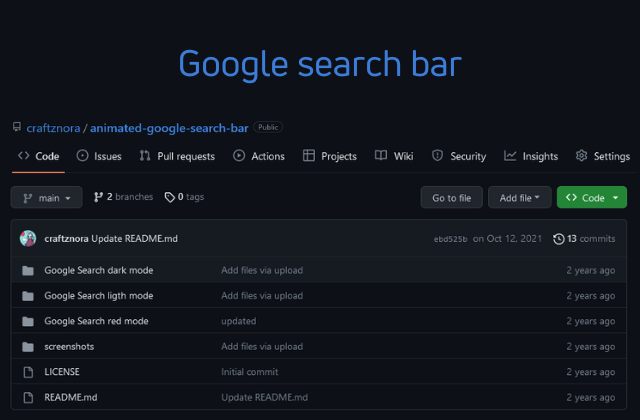 Google search bar
craftznora / animated-google-search-bar Public
Code Issues Pull requests Actions Projects Wiki Security Insights Settings
main 2 branches 0 tags Go to file Add file Code
craftznora Update README.md ebd525b on Oct 12, 2021 13 commits
Google Search dark mode Add files via upload 2 years ago
Google Search ligth mode Add files via upload 2 years ago
Google Search red mode updated 2 years ago
screenshots Add files via upload 2 years ago
LICENSE Initial commit 2 years ago
README.md Update README.md 2 years ago